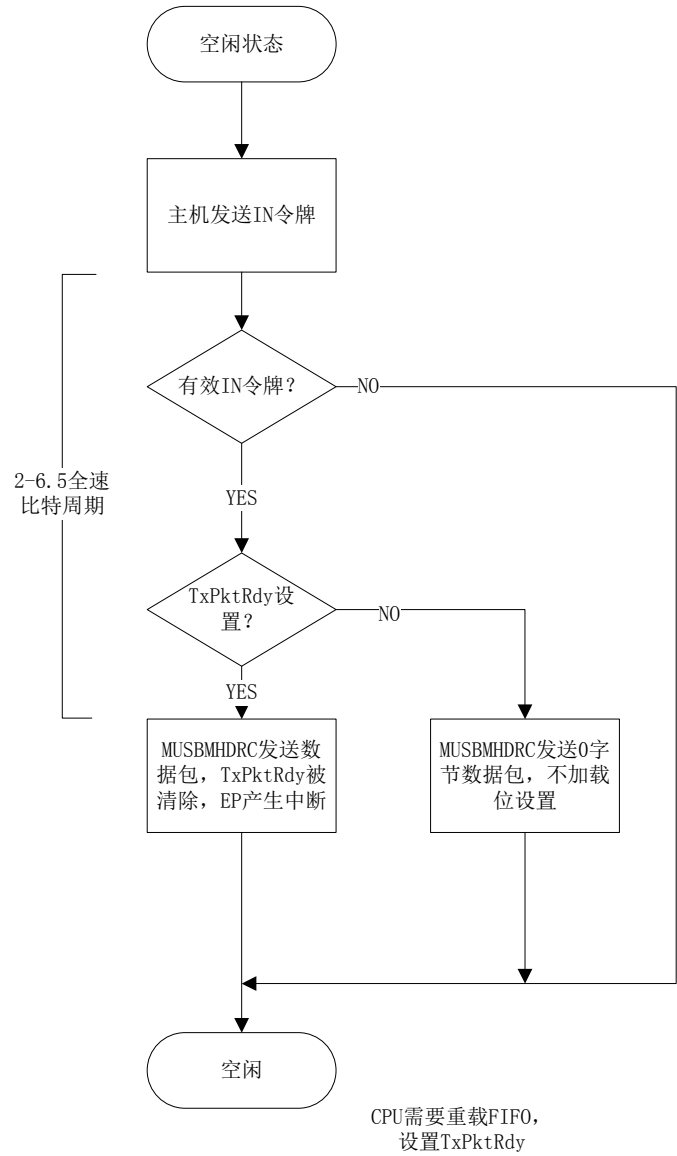 空闲状态
主机发送IN令牌
有效IN令牌?
NO
2-6.5全速
比特周期
YES
TxPktRdy设
置?
NO
YES
MUSBMHDRC发送数
据包，TxPktRdy被
清除，EP产生中断
MUSBMHDRC发送0字
节数据包，不加载
位设置
空闲
CPU需要重载FIFO，
设置TxPktRdy